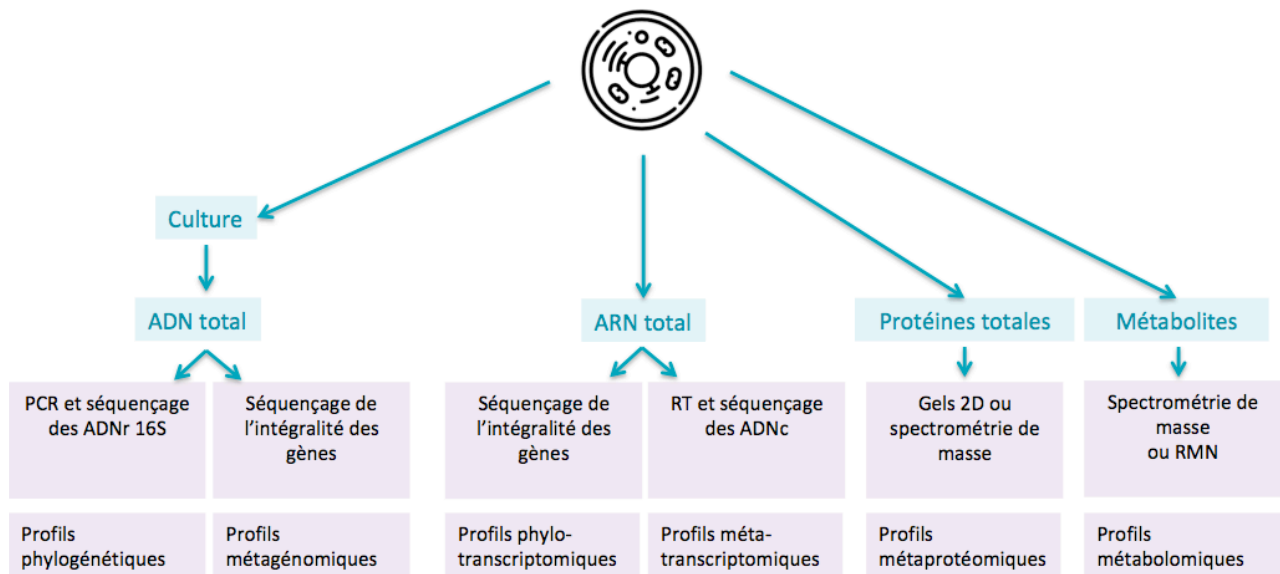 Culture
ADN total
ARN total
Protéines totales
Métabolites
PCR et séquençage
des ADNr 16S
Séquençage de
l’intégralité des
gènes
Séquençage de
l’intégralité des
gènes
RT et séquençage
des ADNc
Gels 2D ou
spectrométrie de
masse
Spectrométrie de
masse
ou RMN
Profils
phylogénétiques
Profils
métagénomiques
Profils phylo-
transcriptomiques
Profils méta-
transcriptomiques
Profils
métaprotéomiques
Profils
métabolomiques